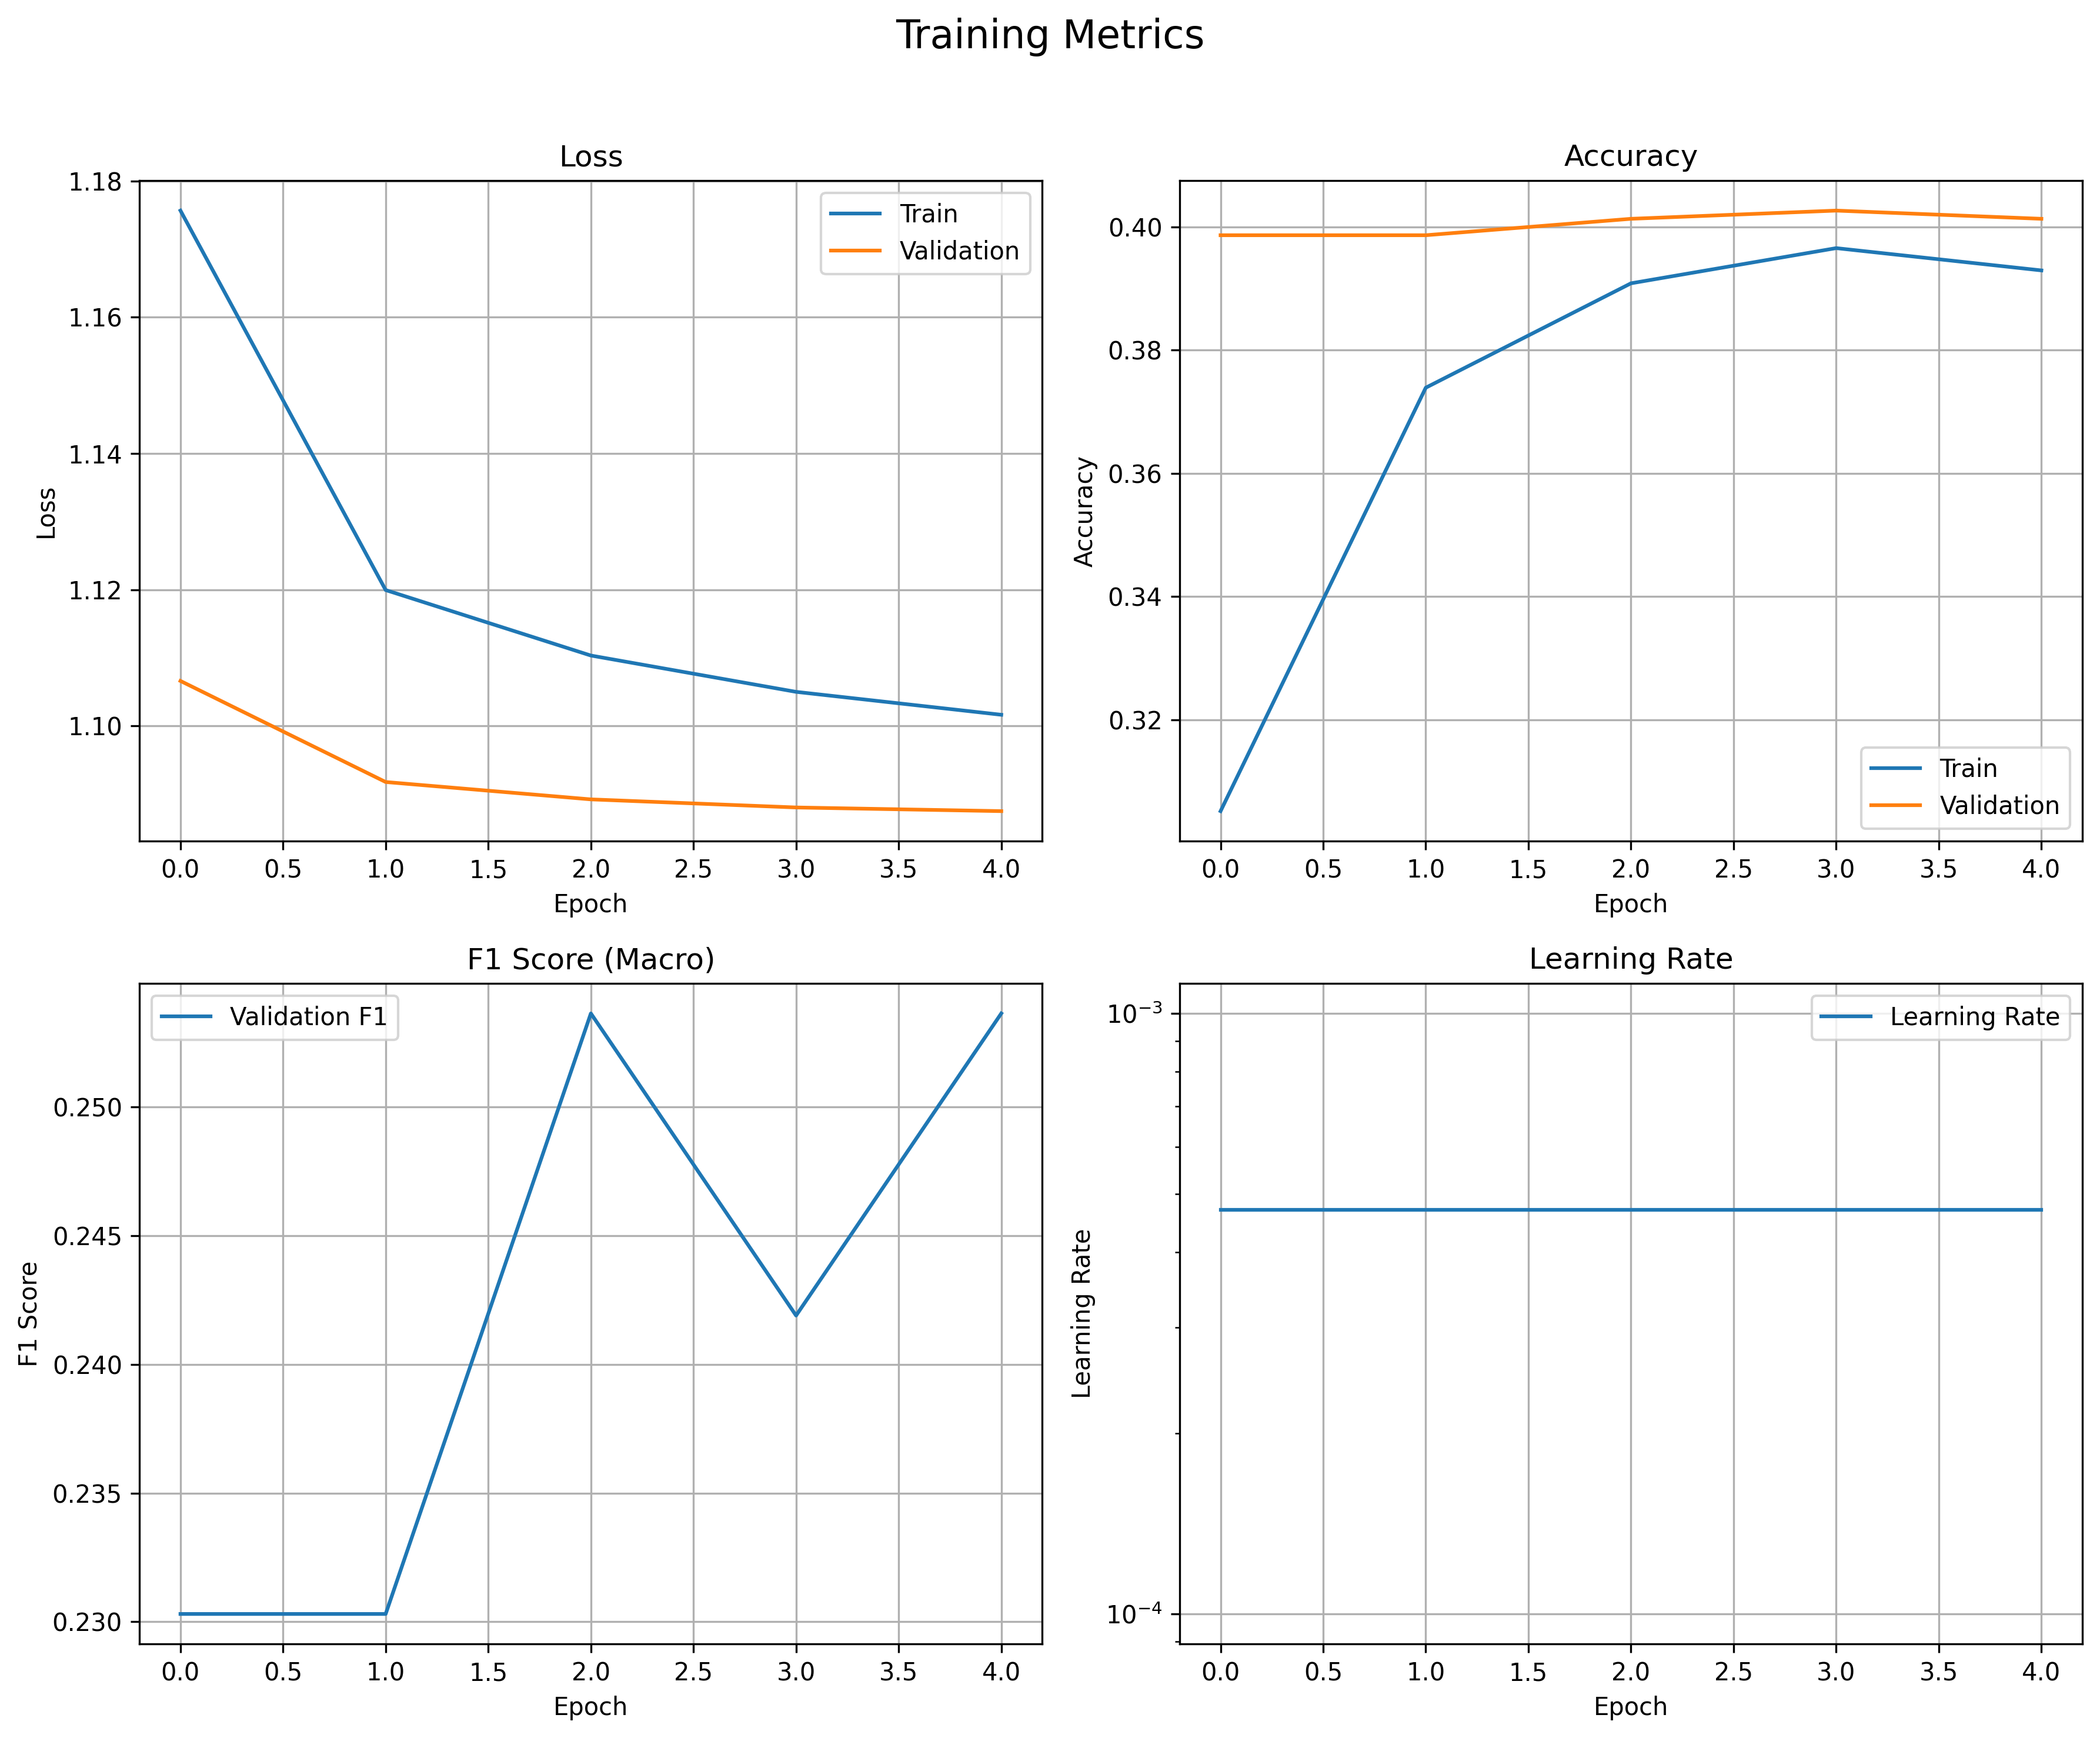 Training Metrics
Loss
1.18
1.16
1.14
1.12
1.10
Loss
Train
Validation
0.0 0.5 1.0 1.5 2.0 2.5 3.0 3.5 4.0
Epoch
Accuracy
0.40
0.38
0.36
0.34
0.32
Accuracy
Train
Validation
0.0 0.5 1.0 1.5 2.0 2.5 3.0 3.5 4.0
Epoch
F1 Score (Macro)
Validation F1
0.250
0.245
0.240
0.235
0.230
F1 Score
0.0 0.5 1.0 1.5 2.0 2.5 3.0 3.5 4.0
Epoch
Learning Rate
10⁻³
Learning Rate
Learning Rate
10⁻⁴
0.0 0.5 1.0 1.5 2.0 2.5 3.0 3.5 4.0
Epoch